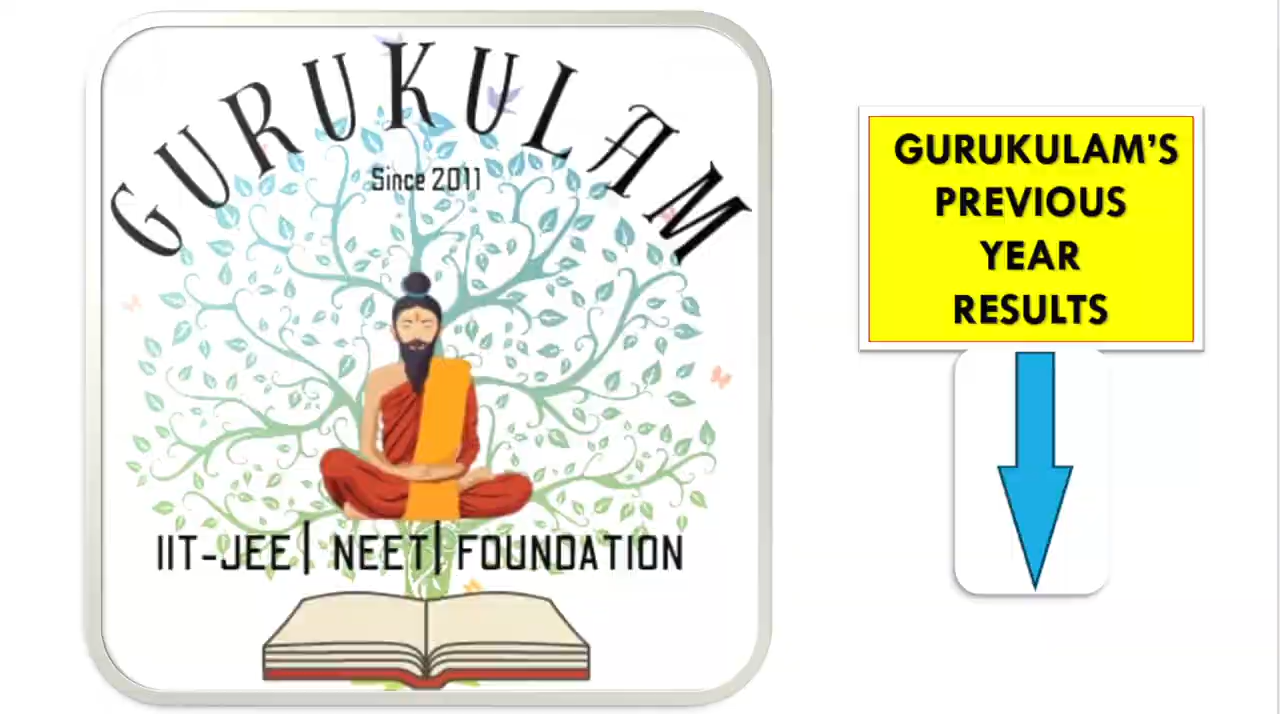 GURUKULAM
Since 2011
IIT-JEE| NEET| FOUNDATION
GURUKULAM'S
PREVIOUS
YEAR
RESULTS